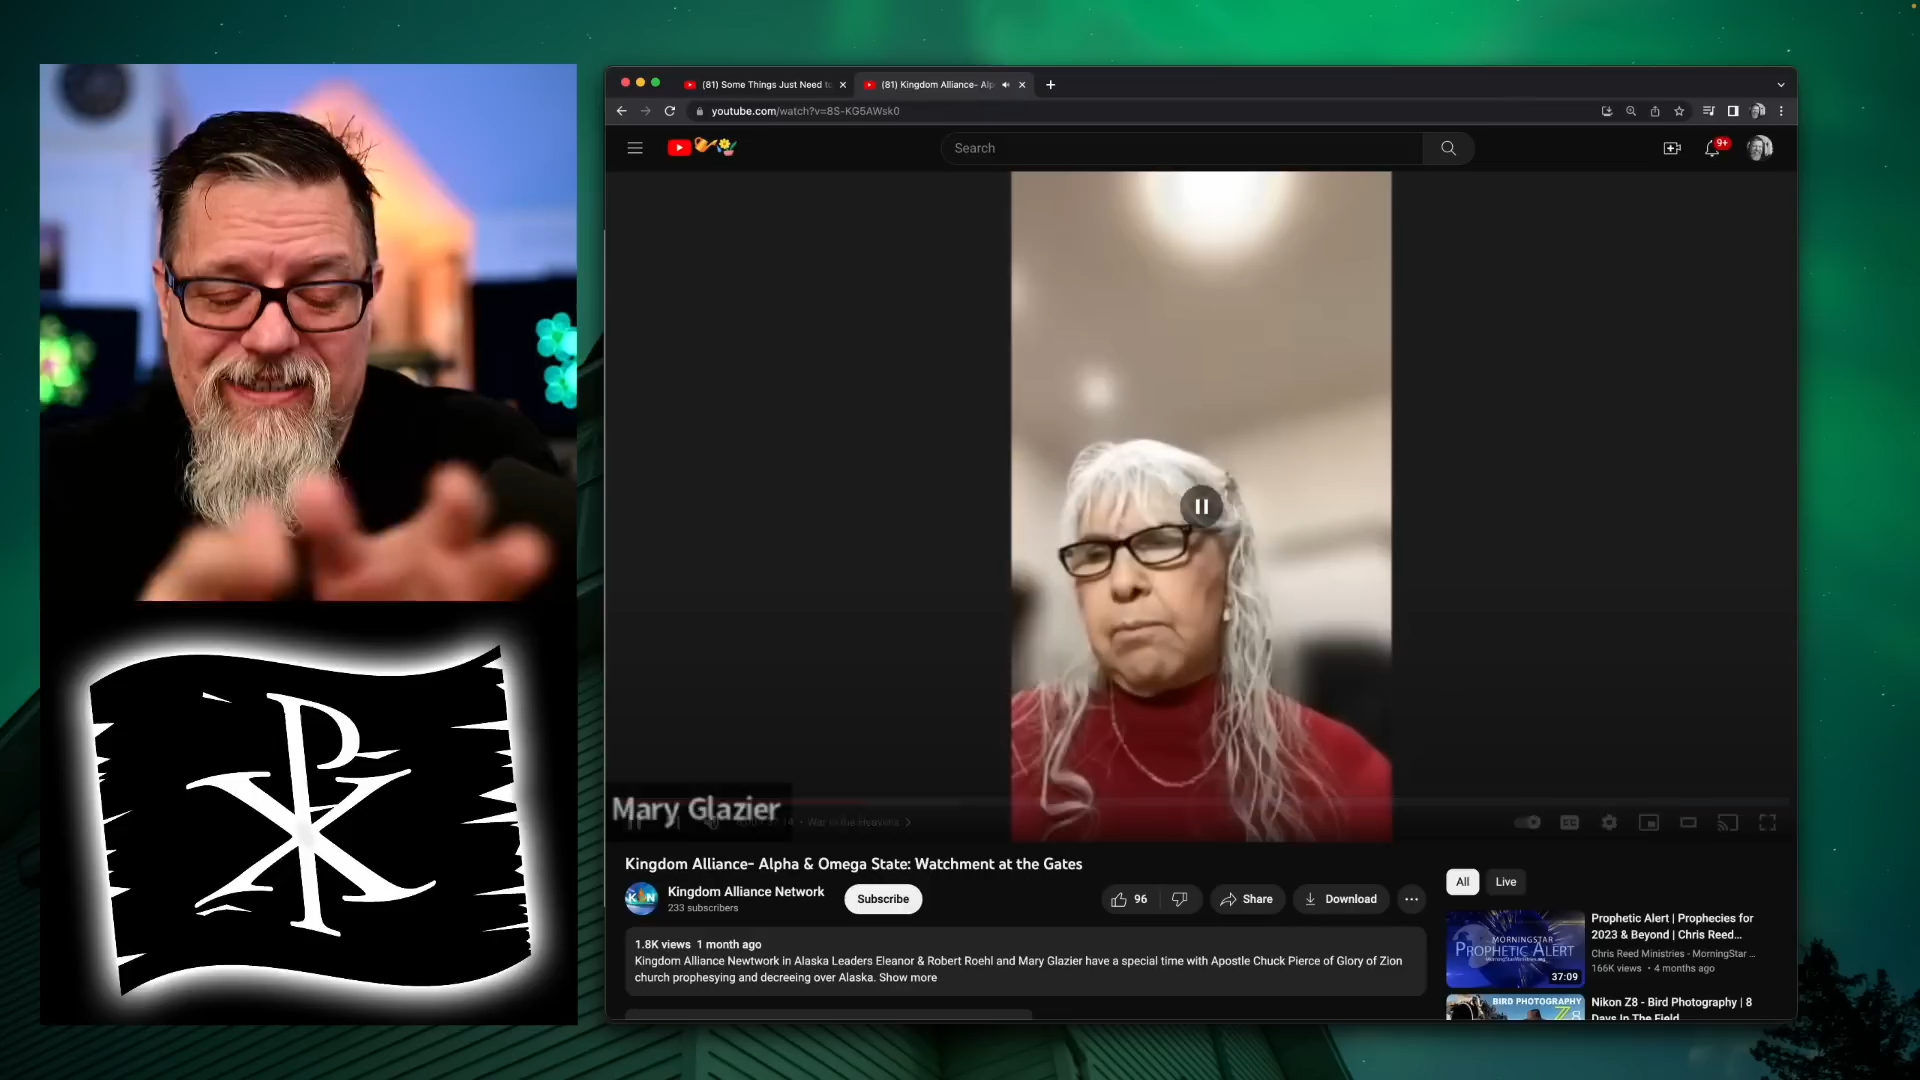 (81) Some Things Just Need to
(81) Kingdom Alliance- Alp
youtube.com/watch?v=8S-KG5AWsk0
Search
9+
Mary Glazier
War in the Heavens
Kingdom Alliance- Alpha & Omega State: Watchment at the Gates
Kingdom Alliance Network
233 subscribers
Subscribe
96
Share
Download
1.8K views 1 month ago
Kingdom Alliance Newtwork in Alaska Leaders Eleanor & Robert Roehl and Mary Glazier have a special time with Apostle Chuck Pierce of Glory of Zion
church prophesying and decreeing over Alaska. Show more
All
Live
MORNINGSTAR
PROPHETIC ALERT
37:09
Prophetic Alert | Prophecies for
2023 & Beyond | Chris Reed...
Chris Reed Ministries - MorningStar ...
166K views • 4 months ago
BIRD PHOTOGRAPHY
Z8
Nikon Z8 - Bird Photography | 8
Days In The Field